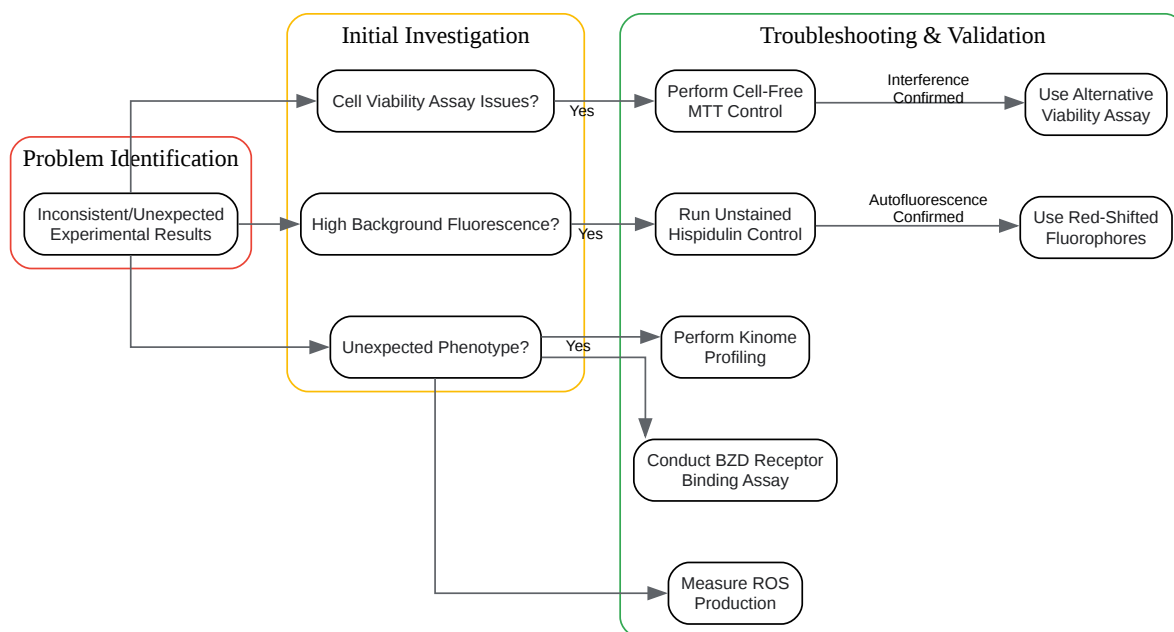 Initial Investigation
Troubleshooting & Validation
Cell Viability Assay Issues?
Yes
Perform Cell-Free
MTT Control
Interference
Confirmed
Use Alternative
Viability Assay
Problem Identification
Inconsistent/Unexpected
Experimental Results
High Background Fluorescence?
Yes
Run Unstained
Hispidulin Control
Autofluorescence
Confirmed
Use Red-Shifted
Fluorophores
Unexpected Phenotype?
Yes
Perform Kinome
Profiling
Conduct BZD Receptor
Binding Assay
Measure ROS
Production